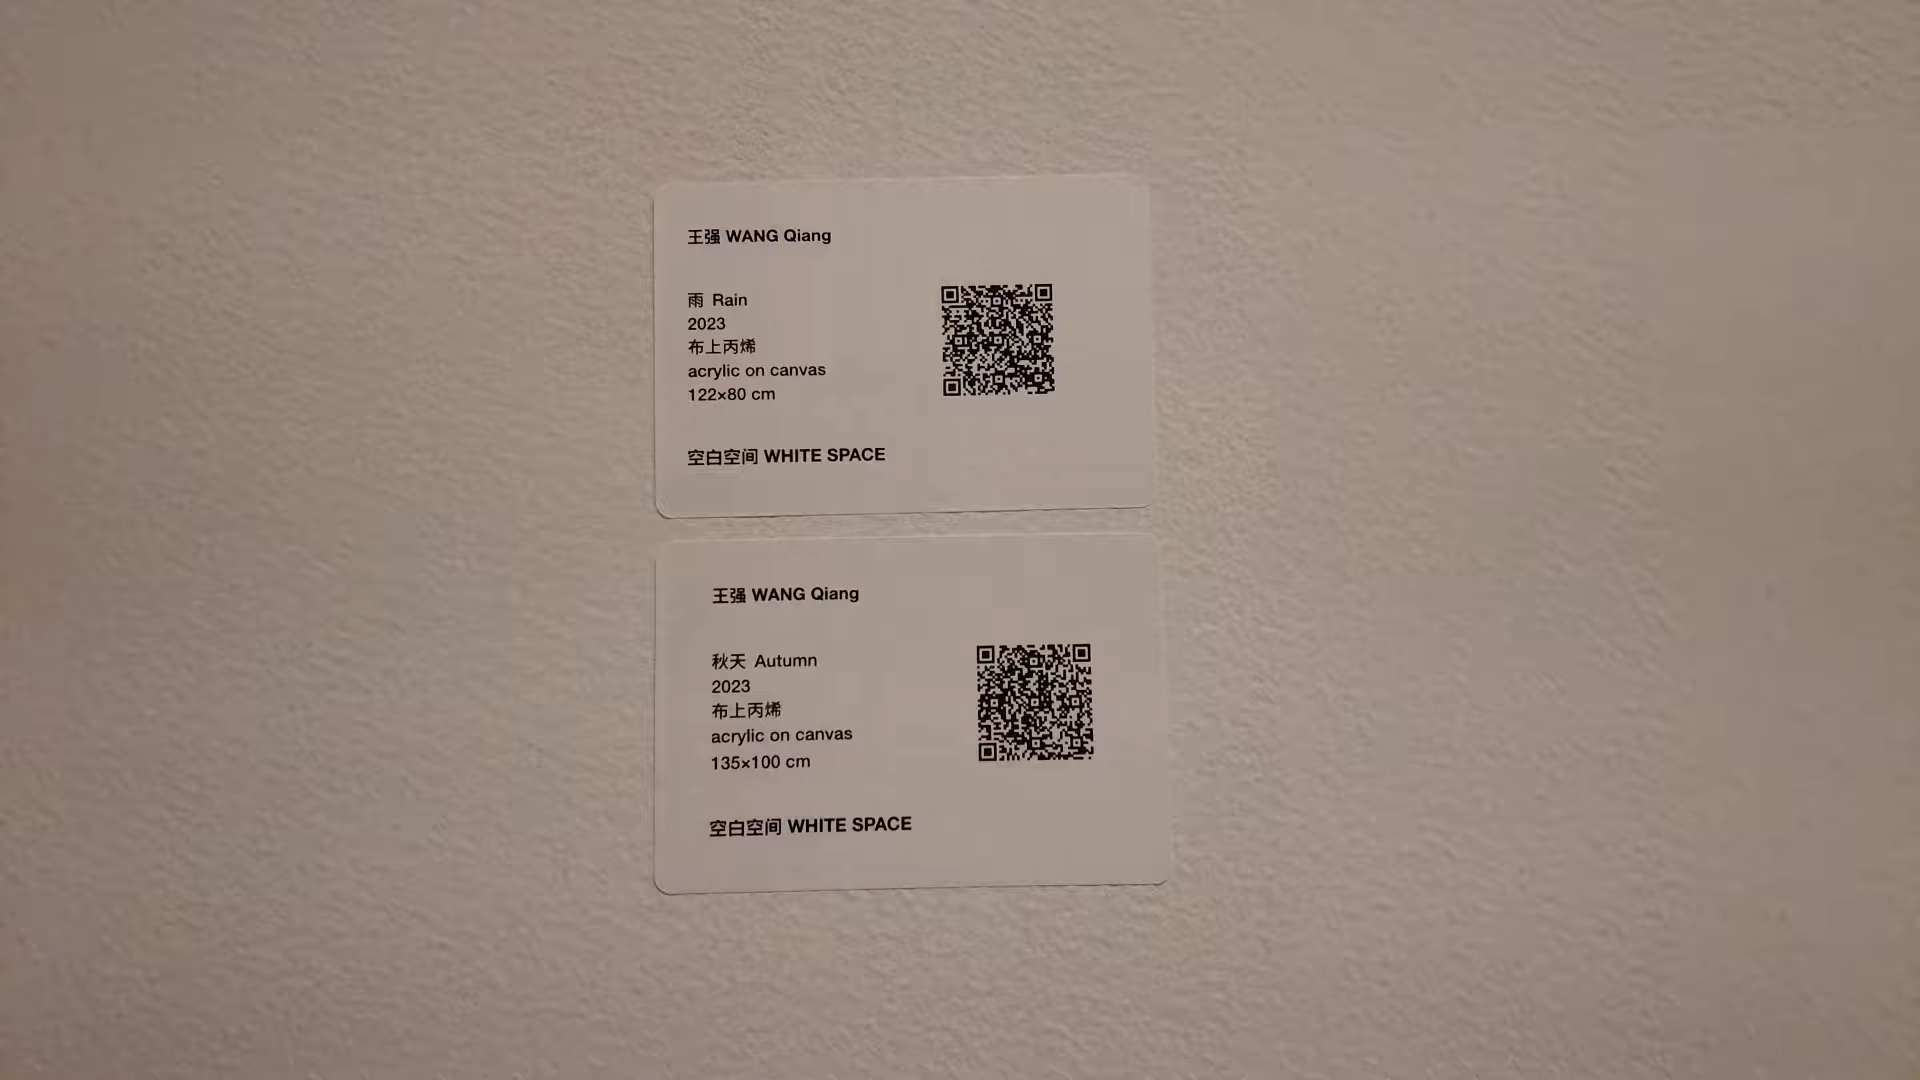 王强 WANG Qiang
雨 Rain
2023
布上丙烯
acrylic on canvas
122×80 cm
空白空间 WHITE SPACE
王强 WANG Qiang
秋天 Autumn
2023
布上丙烯
acrylic on canvas
135×100 cm
空白空间 WHITE SPACE